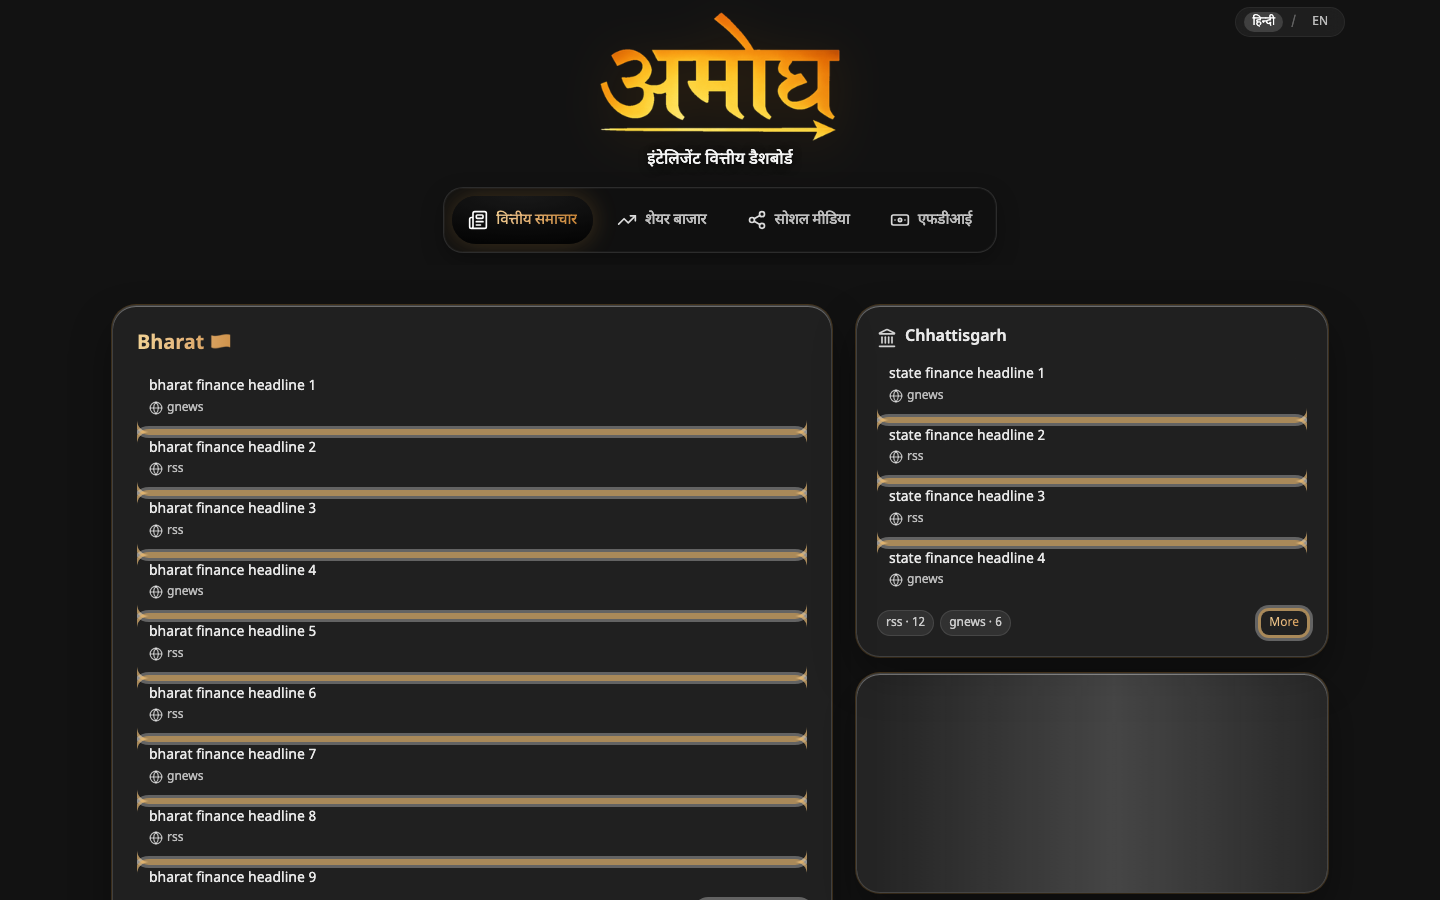 हिन्दी / EN
अमोघ
इंटेलिजेंट वित्तीय डैशबोर्ड
वित्तीय समाचार
शेयर बाजार
सोशल मीडिया
एफडीआई
Bharat
bharat finance headline 1
gnews
bharat finance headline 2
rss
bharat finance headline 3
rss
bharat finance headline 4
gnews
bharat finance headline 5
rss
bharat finance headline 6
rss
bharat finance headline 7
gnews
bharat finance headline 8
rss
bharat finance headline 9
Chhattisgarh
state finance headline 1
gnews
state finance headline 2
rss
state finance headline 3
rss
state finance headline 4
gnews
rss · 12
gnews · 6
More